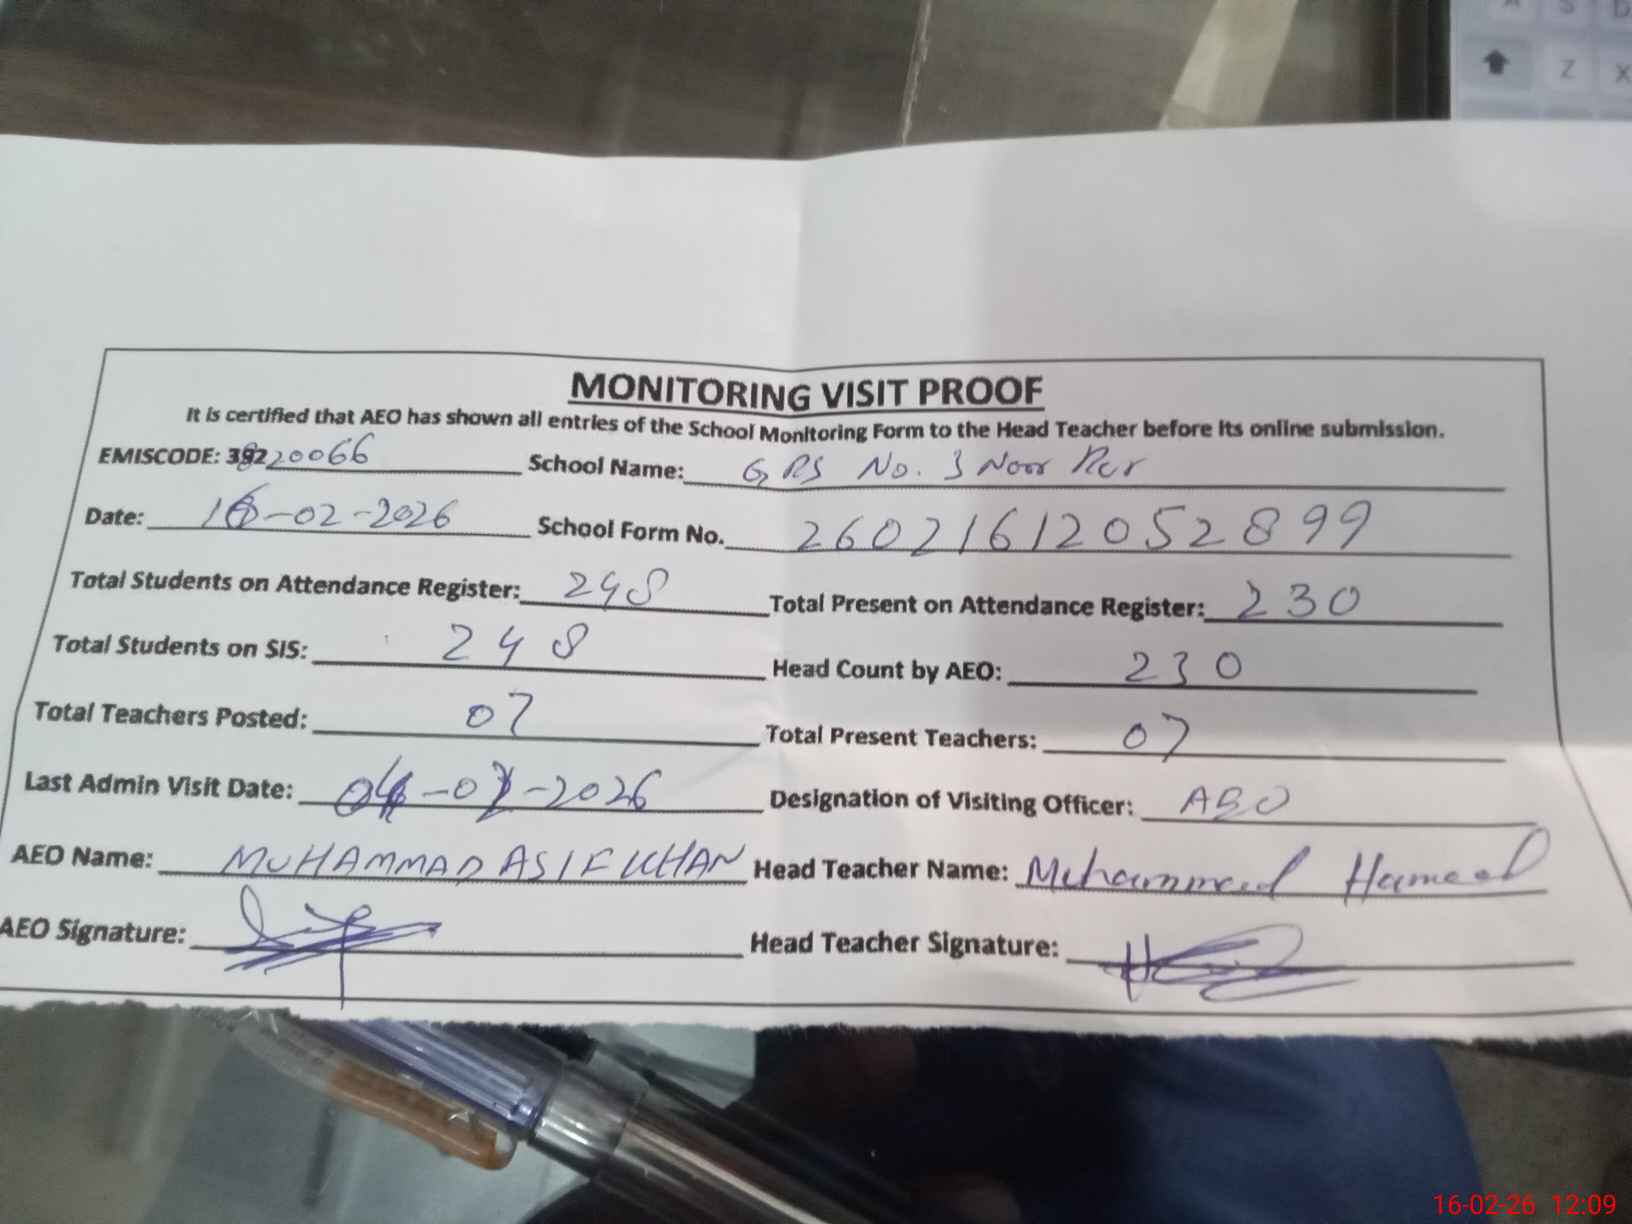 A S D
Z X
MONITORING VISIT PROOF
It is certified that AEO has shown all entries of the School Monitoring Form to the Head Teacher before its online submission.
EMISCODE: 38220066 School Name: GPS No. 3 Noor Pur
Date: 16-02-2026 School Form No. 26021612052899
Total Students on Attendance Register: 248 Total Present on Attendance Register: 230
Total Students on SIS: 248 Head Count by AEO: 230
Total Teachers Posted: 07 Total Present Teachers: 07
Last Admin Visit Date: -2026 Designation of Visiting Officer: AEO
AEO Name: MUHAMMAD ASIF KHAN Head Teacher Name: Muhammad Hameed
AEO Signature: Head Teacher Signature:
16-02-26 12:09